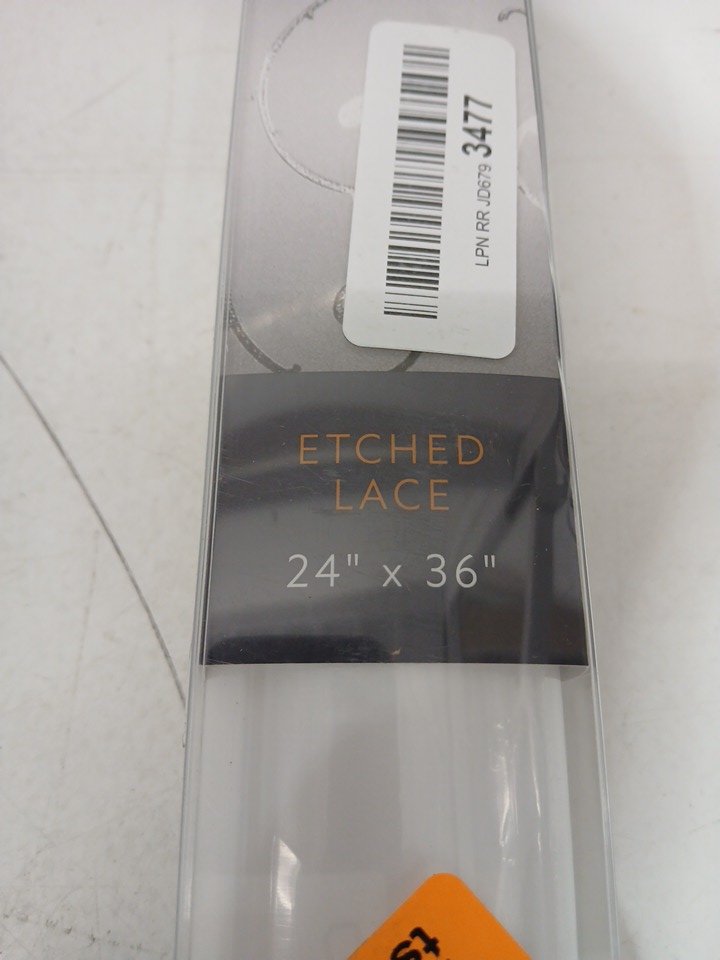 LPN RR JD679 3477
ETCHED
LACE
24" x 36"